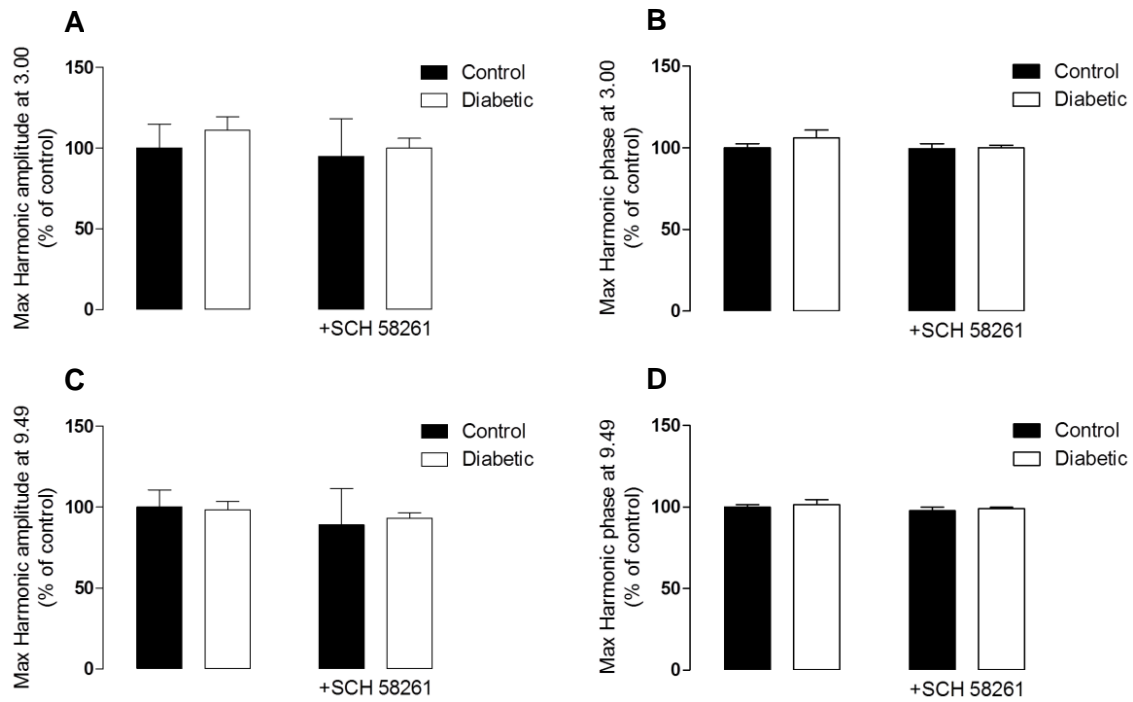 A
Max Harmonic amplitude at 3.00
(% of control)
150
100
50
0
Control
Diabetic
+SCH 58261
B
Max Harmonic phase at 3.00
(% of control)
150
100
50
0
Control
Diabetic
+SCH 58261
C
Max Harmonic amplitude at 9.49
(% of control)
150
100
50
0
Control
Diabetic
+SCH 58261
D
Max Harmonic phase at 9.49
(% of control)
150
100
50
0
Control
Diabetic
+SCH 58261